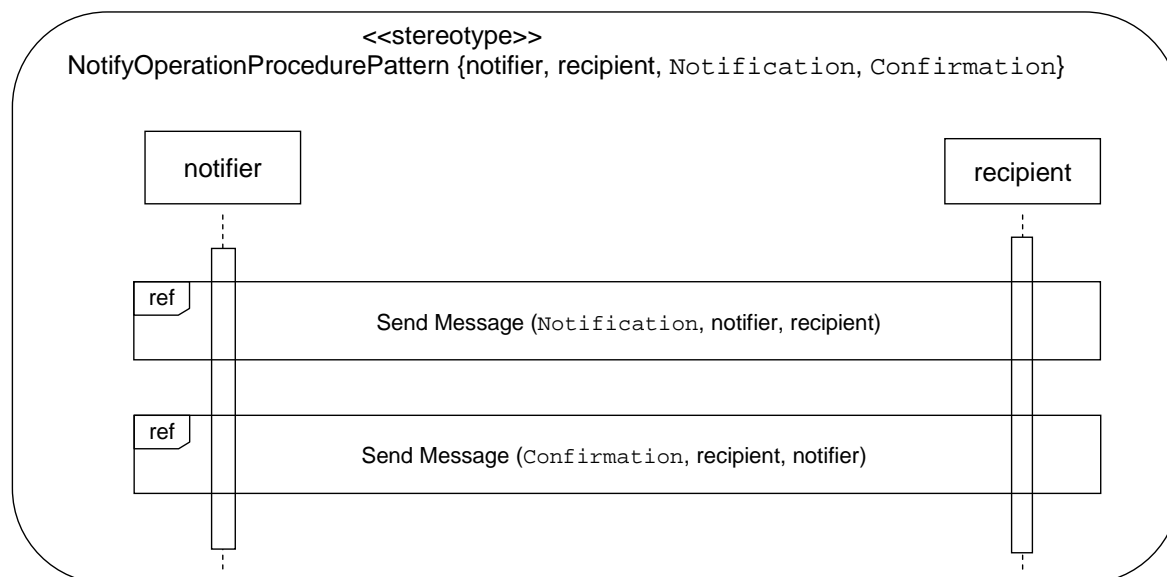 <<stereotype>>
NotifyOperationProcedurePattern {notifier, recipient, Notification, Confirmation}
notifier
recipient
ref
Send Message (Notification, notifier, recipient)
ref
Send Message (Confirmation, recipient, notifier)